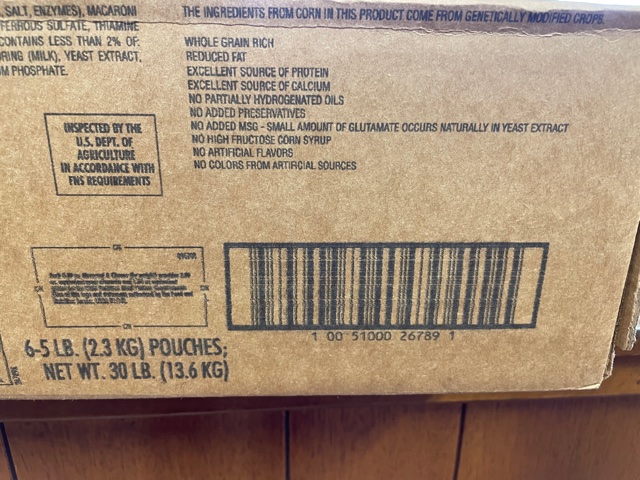 , SALT, ENZYMES), MACARONI
FERROUS SULFATE, THIAMINE
CONTAINS LESS THAN 2% OF:
RING (MILK), YEAST EXTRACT,
M PHOSPHATE.
THE INGREDIENTS FROM CORN IN THIS PRODUCT COME FROM GENETICALLY MODIFIED CROPS.
WHOLE GRAIN RICH
REDUCED FAT
EXCELLENT SOURCE OF PROTEIN
EXCELLENT SOURCE OF CALCIUM
NO PARTIALLY HYDROGENATED OILS
NO ADDED PRESERVATIVES
NO ADDED MSG - SMALL AMOUNT OF GLUTAMATE OCCURS NATURALLY IN YEAST EXTRACT
NO HIGH FRUCTOSE CORN SYRUP
NO ARTIFICIAL FLAVORS
NO COLORS FROM ARTIFICIAL SOURCES
INSPECTED BY THE
U.S. DEPT. OF
AGRICULTURE
IN ACCORDANCE WITH
FNS REQUIREMENTS
CN
CN
CN
CN
6-5 LB. (2.3 KG) POUCHES;
NET WT. 30 LB. (13.6 KG)
1 00 51000 26789 1